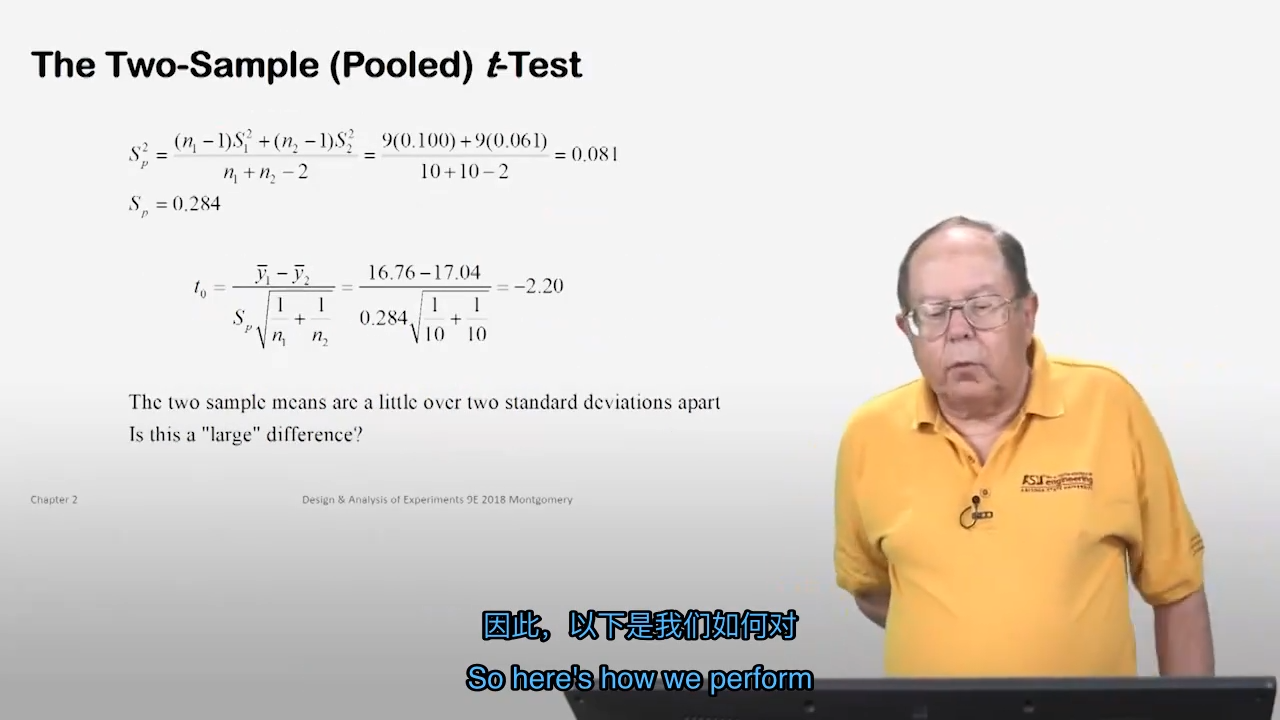 The Two-Sample (Pooled) t-Test
S_p^2 = \frac{(n_1 − 1)S_1^2 + (n_2 − 1)S_2^2}{n_1 + n_2 − 2} = \frac{9(0.100) + 9(0.061)}{10 + 10 − 2} = 0.081
S_p = 0.284
t_0 = \frac{\bar{y}_1 − \bar{y}_2}{S_p \sqrt{\frac{1}{n_1} + \frac{1}{n_2}}} = \frac{16.76 − 17.04}{0.284 \sqrt{\frac{1}{10} + \frac{1}{10}}} = −2.20
The two sample means are a little over two standard deviations apart
Is this a "large" difference?
Chapter 2
Design & Analysis of Experiments 9E 2018 Montgomery
ASU
engineering
因此，以下是我们如何对
So here's how we perform